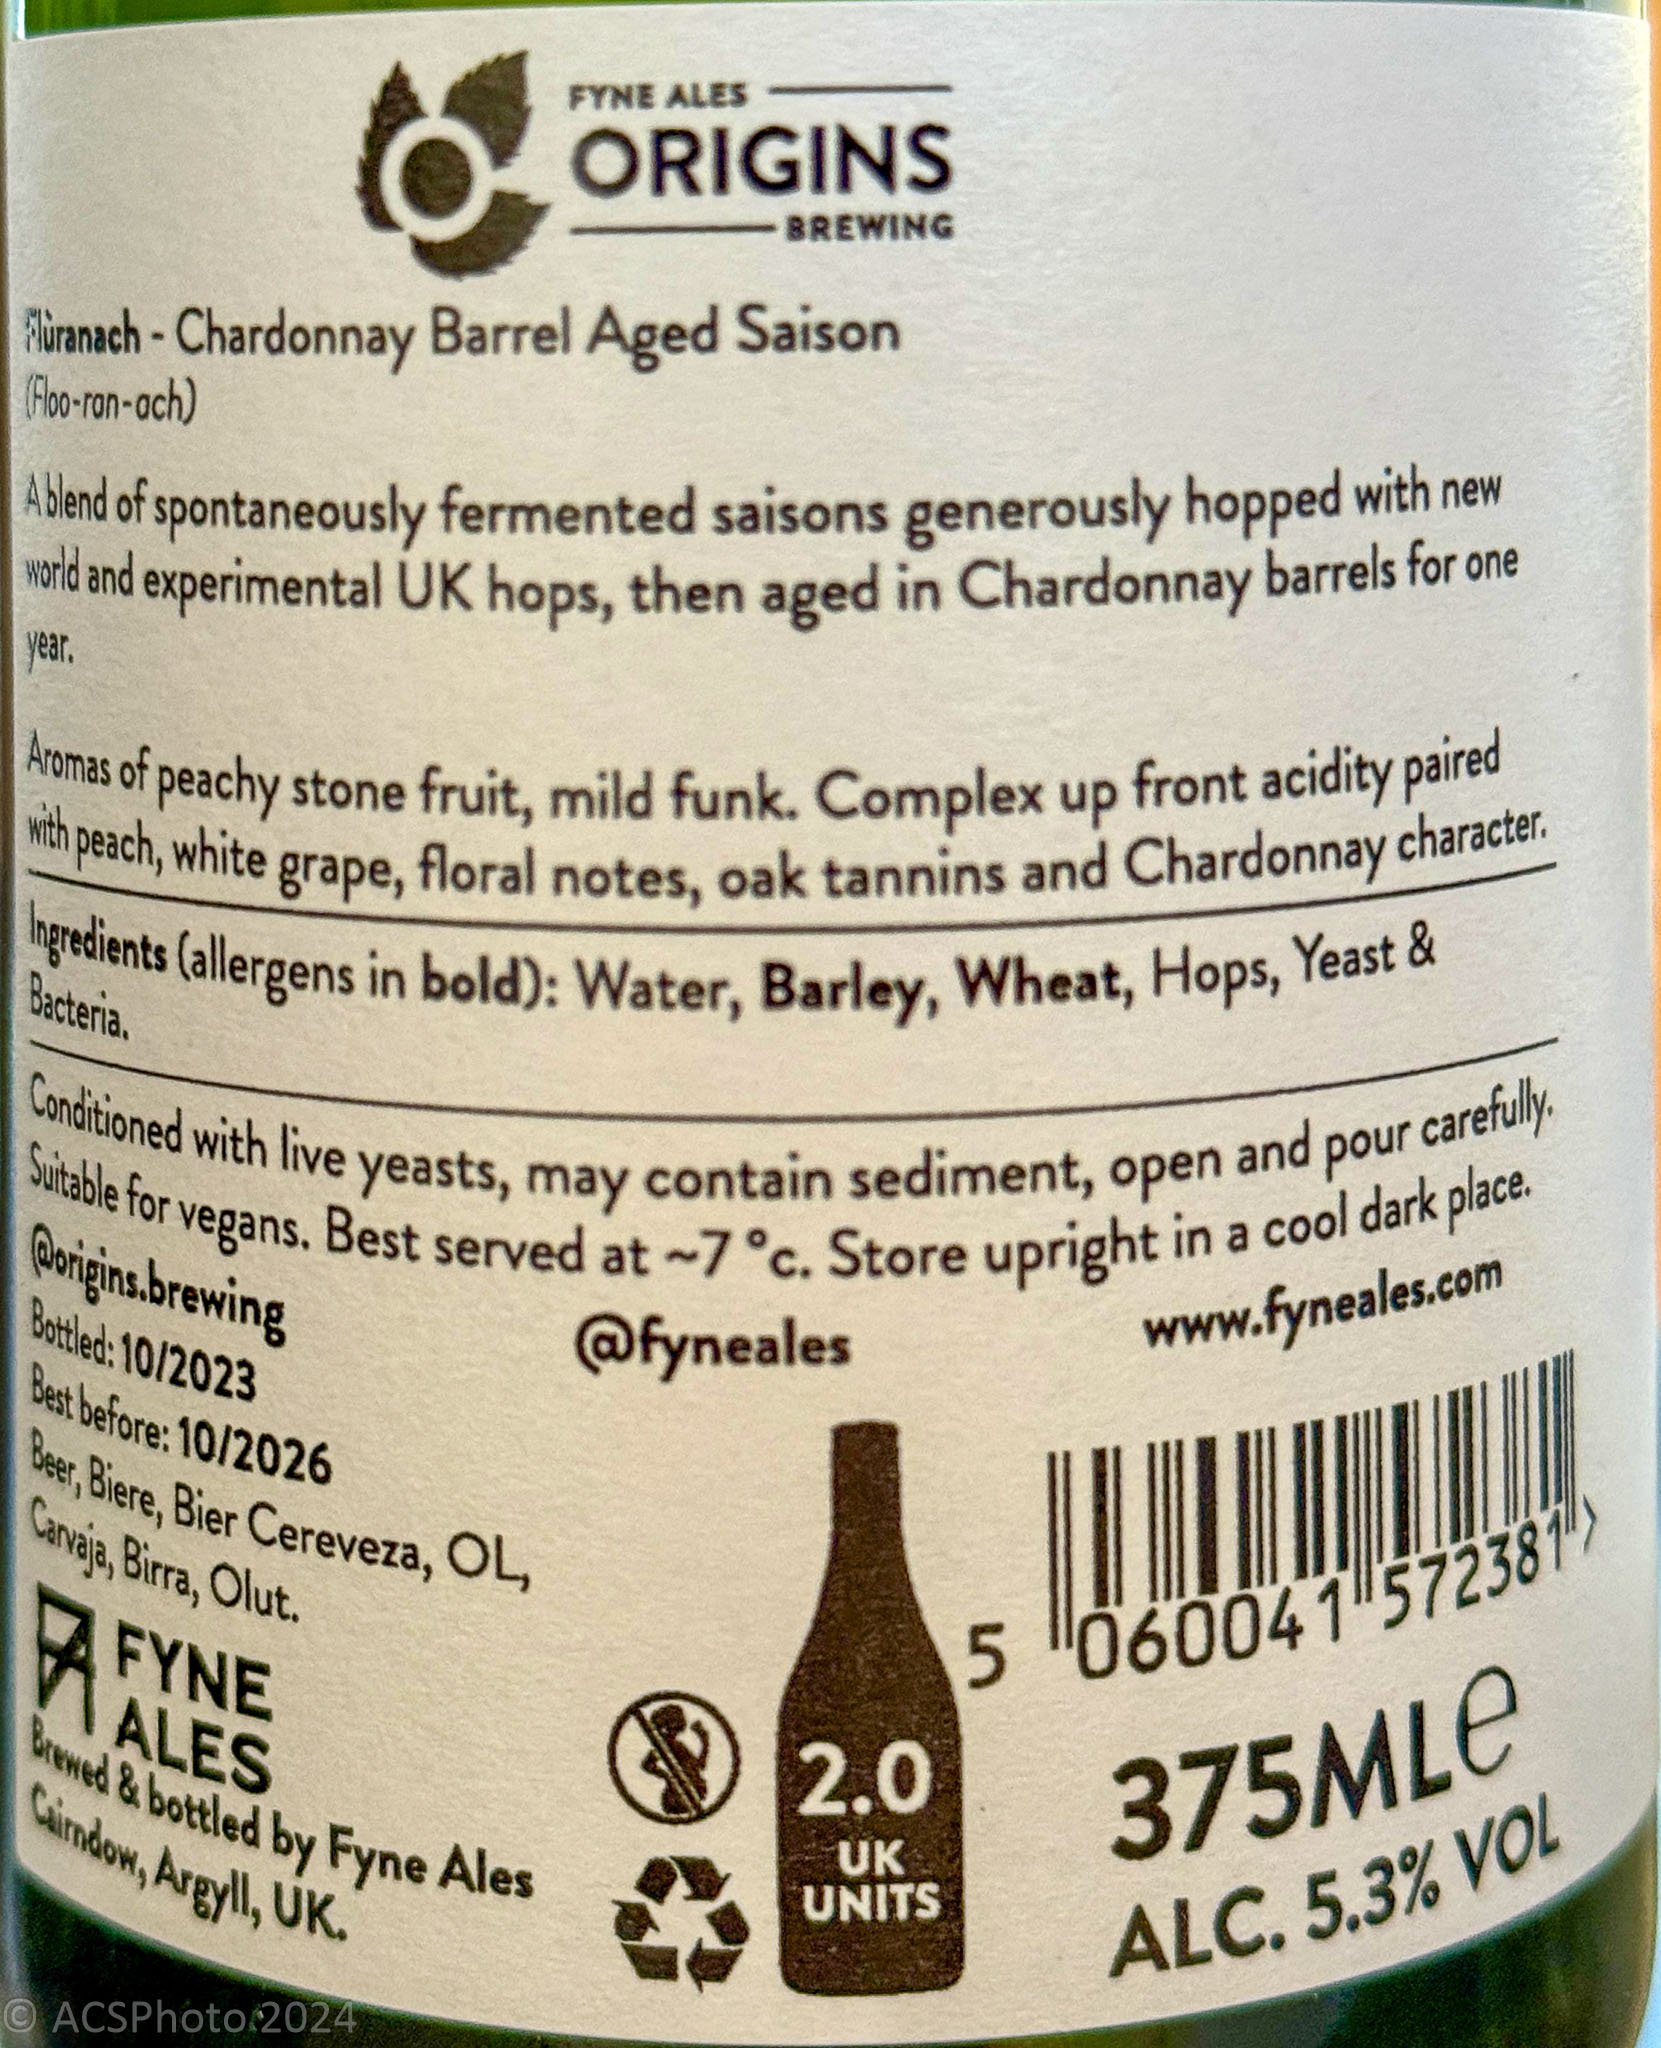 FYNE ALES
ORIGINS
BREWING
Flùranach - Chardonnay Barrel Aged Saison
(Floo-ran-ach)
A blend of spontaneously fermented saisons generously hopped with new
world and experimental UK hops, then aged in Chardonnay barrels for one
year.
Aromas of peachy stone fruit, mild funk. Complex up front acidity paired
with peach, white grape, floral notes, oak tannins and Chardonnay character.
Ingredients (allergens in bold): Water, Barley, Wheat, Hops, Yeast &
Bacteria.
Conditioned with live yeasts, may contain sediment, open and pour carefully.
Suitable for vegans. Best served at ~7 °c. Store upright in a cool dark place.
@origins.brewing @fyneales www.fyneales.com
Bottled: 10/2023
Best before: 10/2026
Beer, Biere, Bier Cereveza, OL,
Carvaja, Birra, Olut.
FYNE
ALES
Brewed & bottled by Fyne Ales
Cairndow, Argyll, UK.
2.0
UK
UNITS
5 060041 572381 >
375MLe
ALC. 5.3% VOL
© ACSPhoto 2024